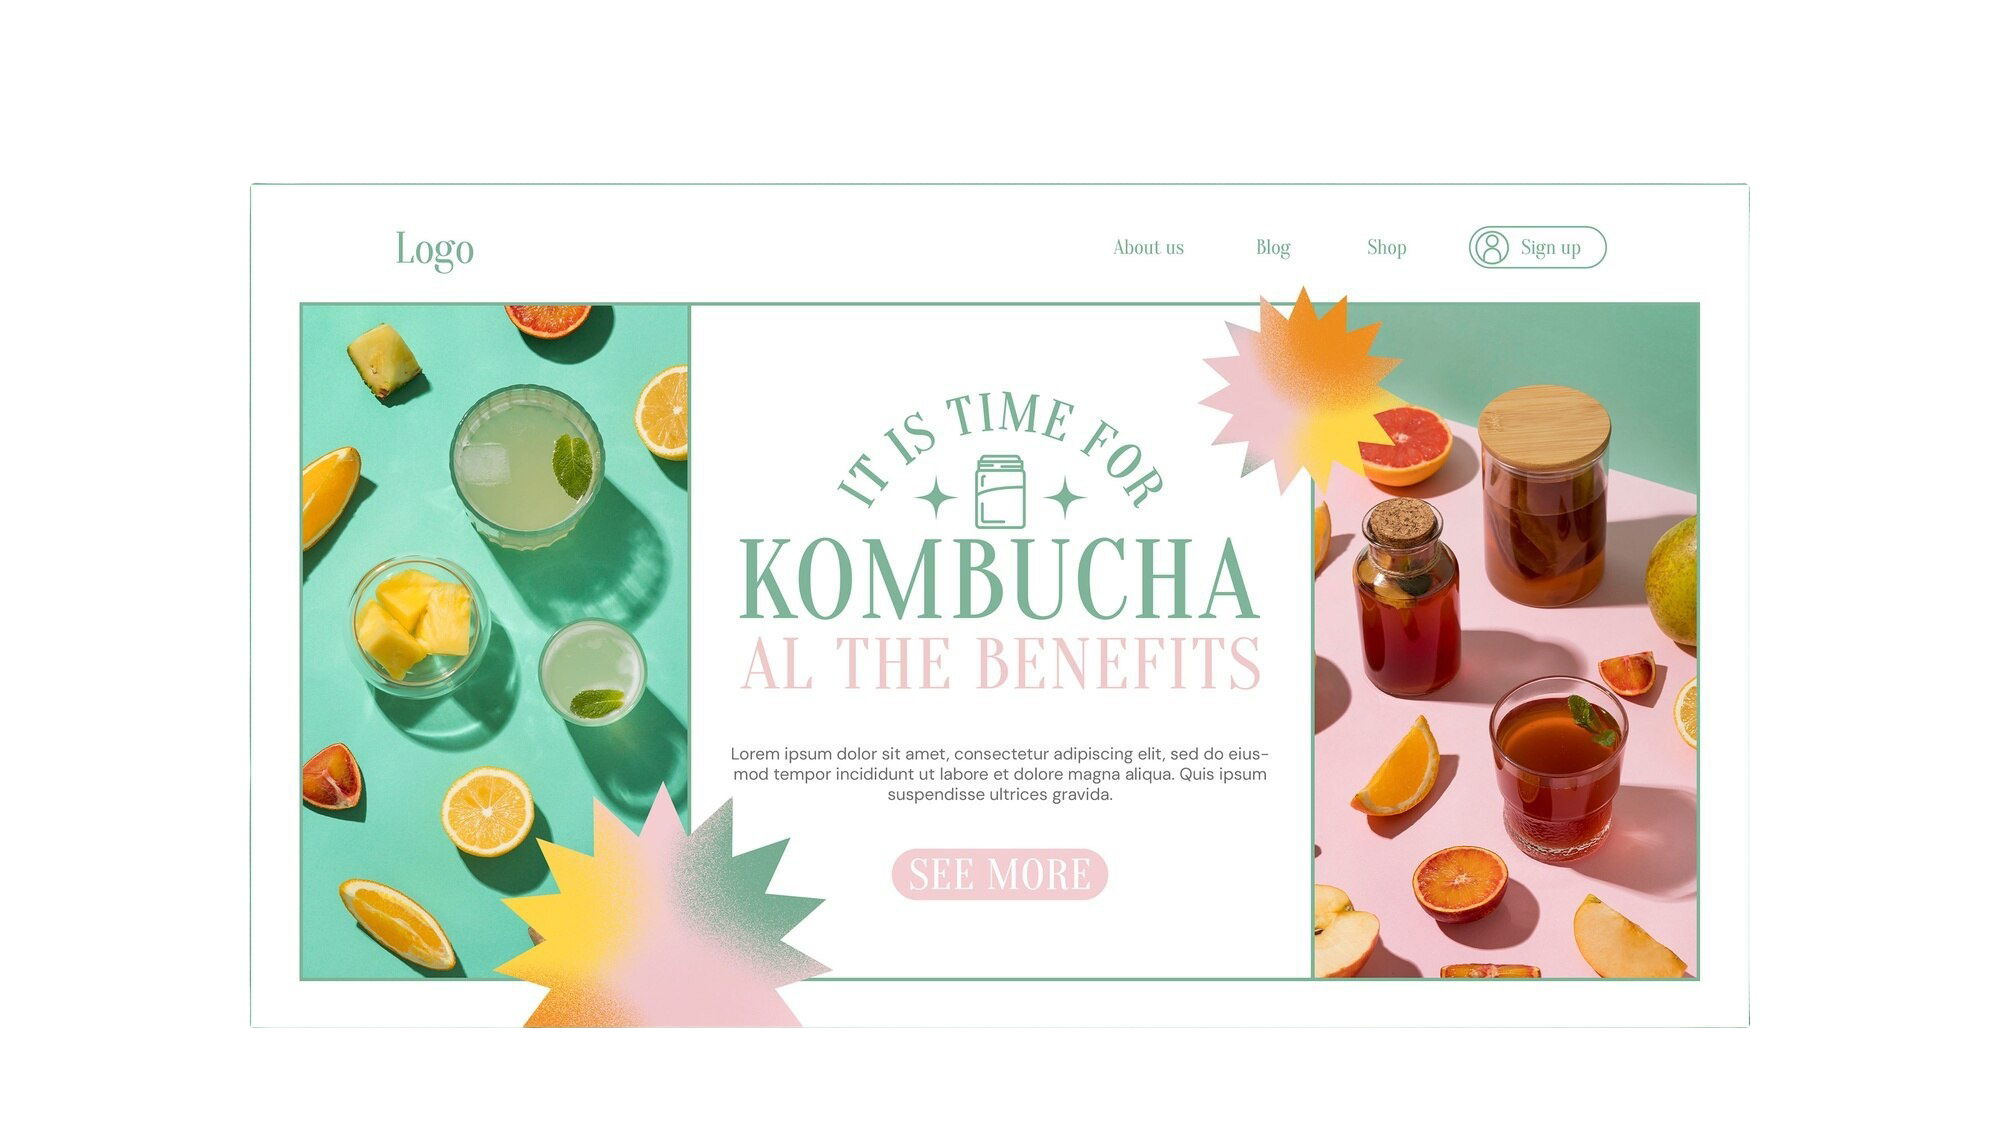 Logo
About us
Blog
Shop
Sign up
IT IS TIME FOR
KOMBUCHA
AL THE BENEFITS
Lorem ipsum dolor sit amet, consectetur adipiscing elit, sed do eius-
mod tempor incididunt ut labore et dolore magna aliqua. Quis ipsum
suspendisse ultrices gravida.
SEE MORE